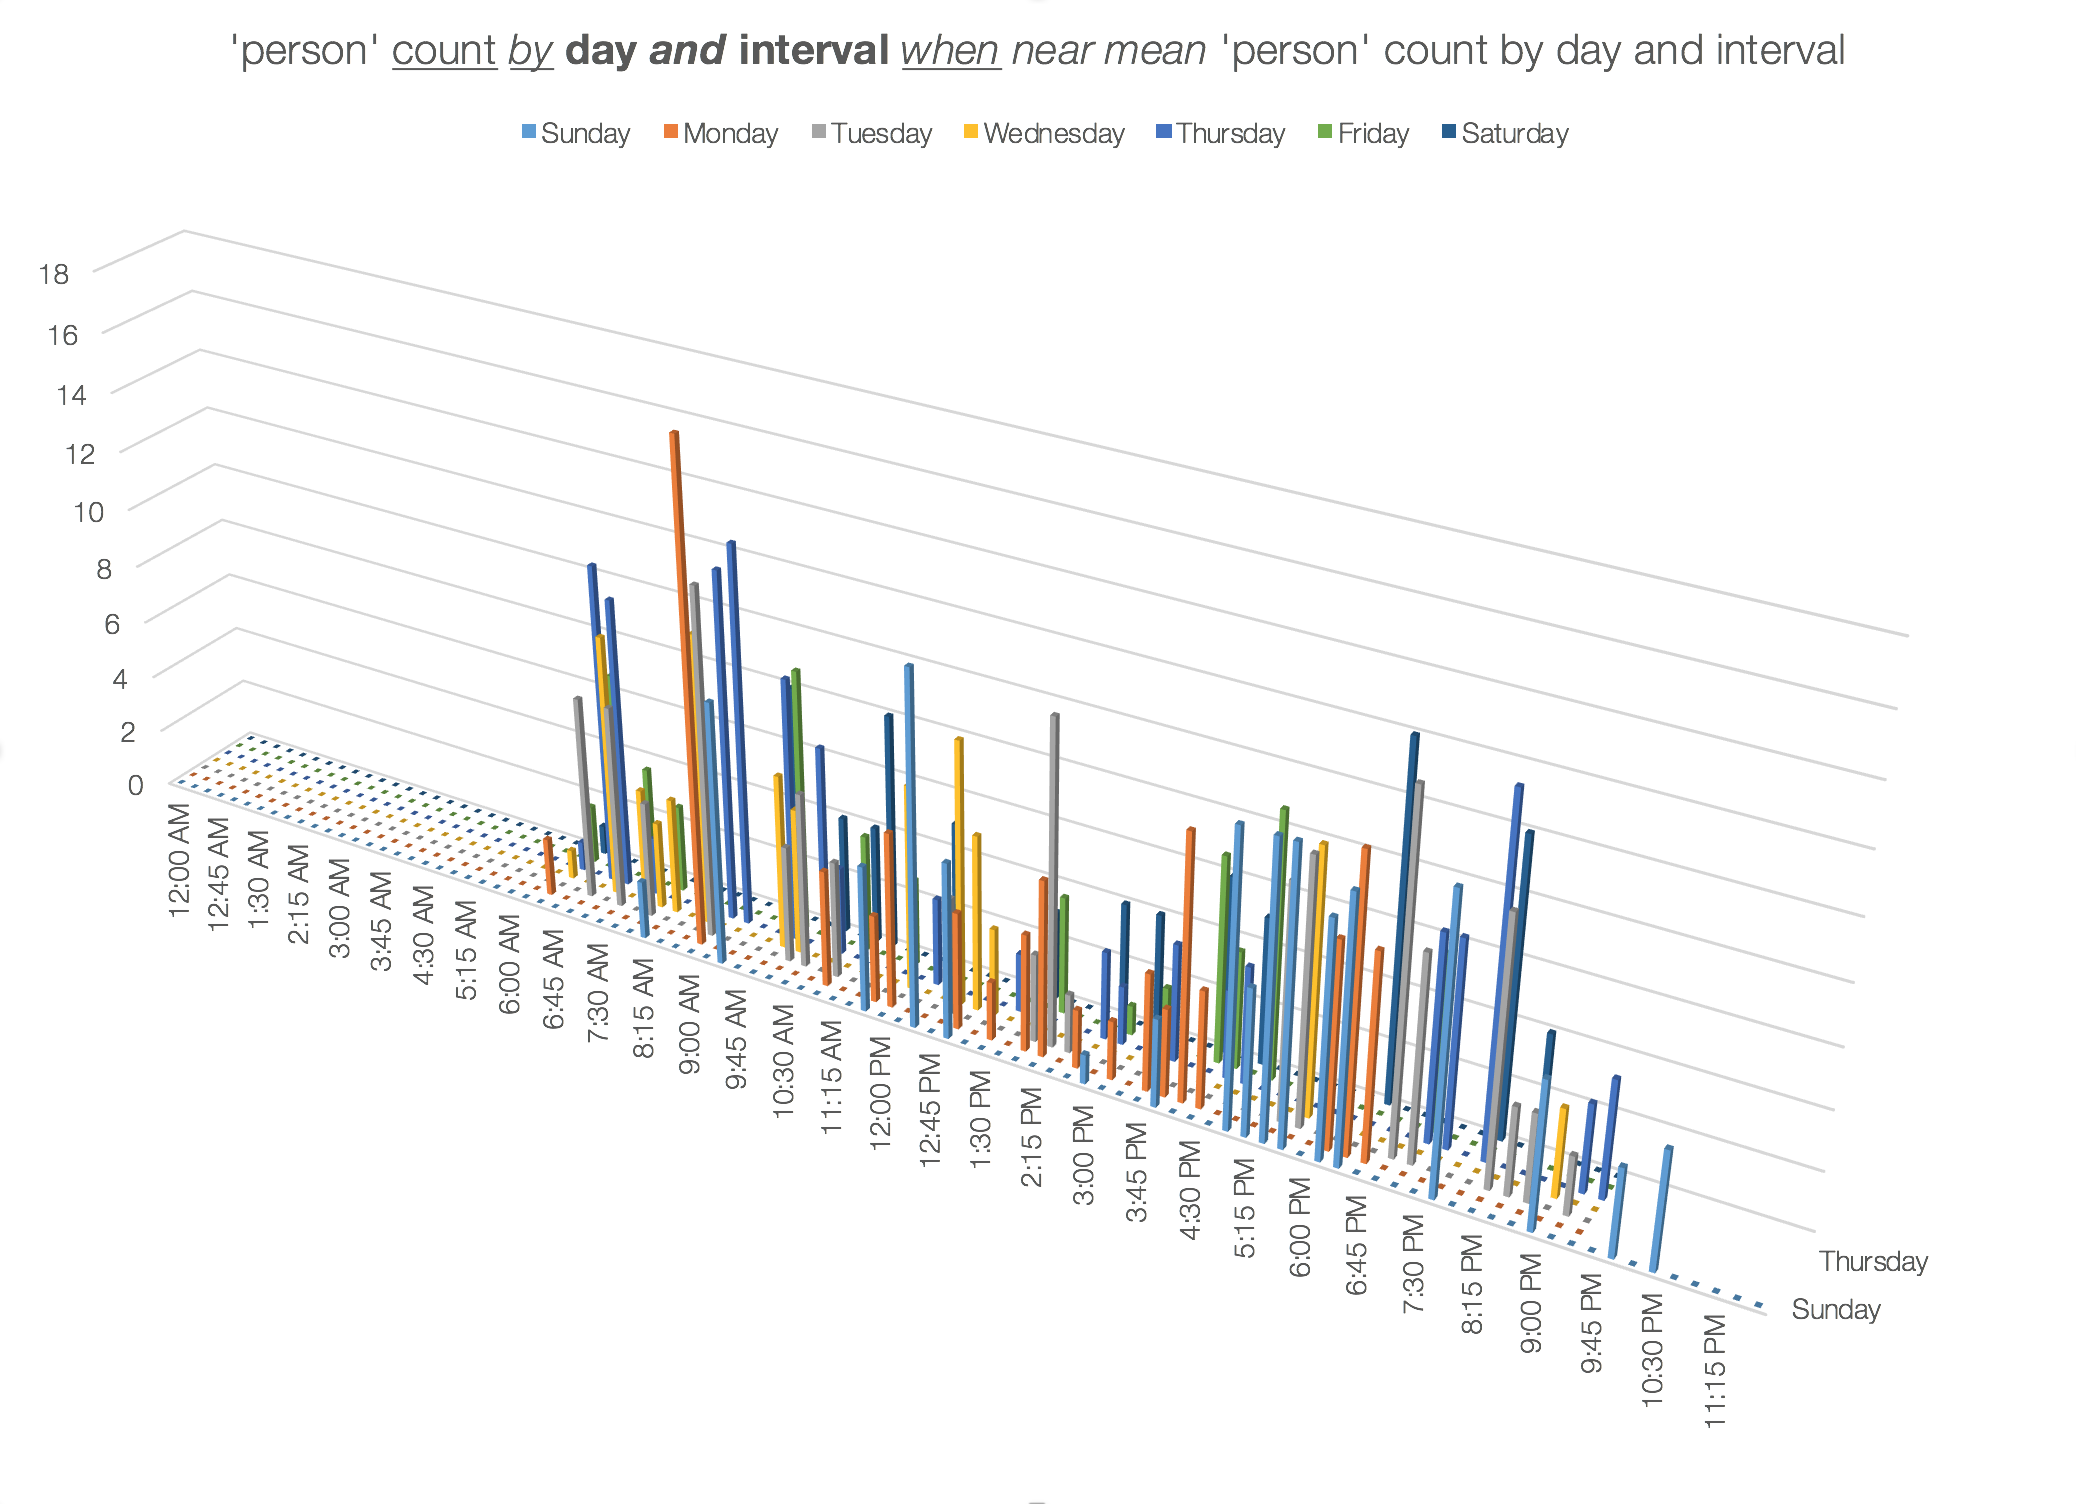 'person' count by day and interval when near mean 'person' count by day and interval
Sunday Monday Tuesday Wednesday Thursday Friday Saturday
18
16
14
12
10
8
6
4
2
0
12:00 AM
12:45 AM
1:30 AM
2:15 AM
3:00 AM
3:45 AM
4:30 AM
5:15 AM
6:00 AM
6:45 AM
7:30 AM
8:15 AM
9:00 AM
9:45 AM
10:30 AM
11:15 AM
12:00 PM
12:45 PM
1:30 PM
2:15 PM
3:00 PM
3:45 PM
4:30 PM
5:15 PM
6:00 PM
6:45 PM
7:30 PM
8:15 PM
9:00 PM
9:45 PM
10:30 PM
11:15 PM
Thursday
Sunday